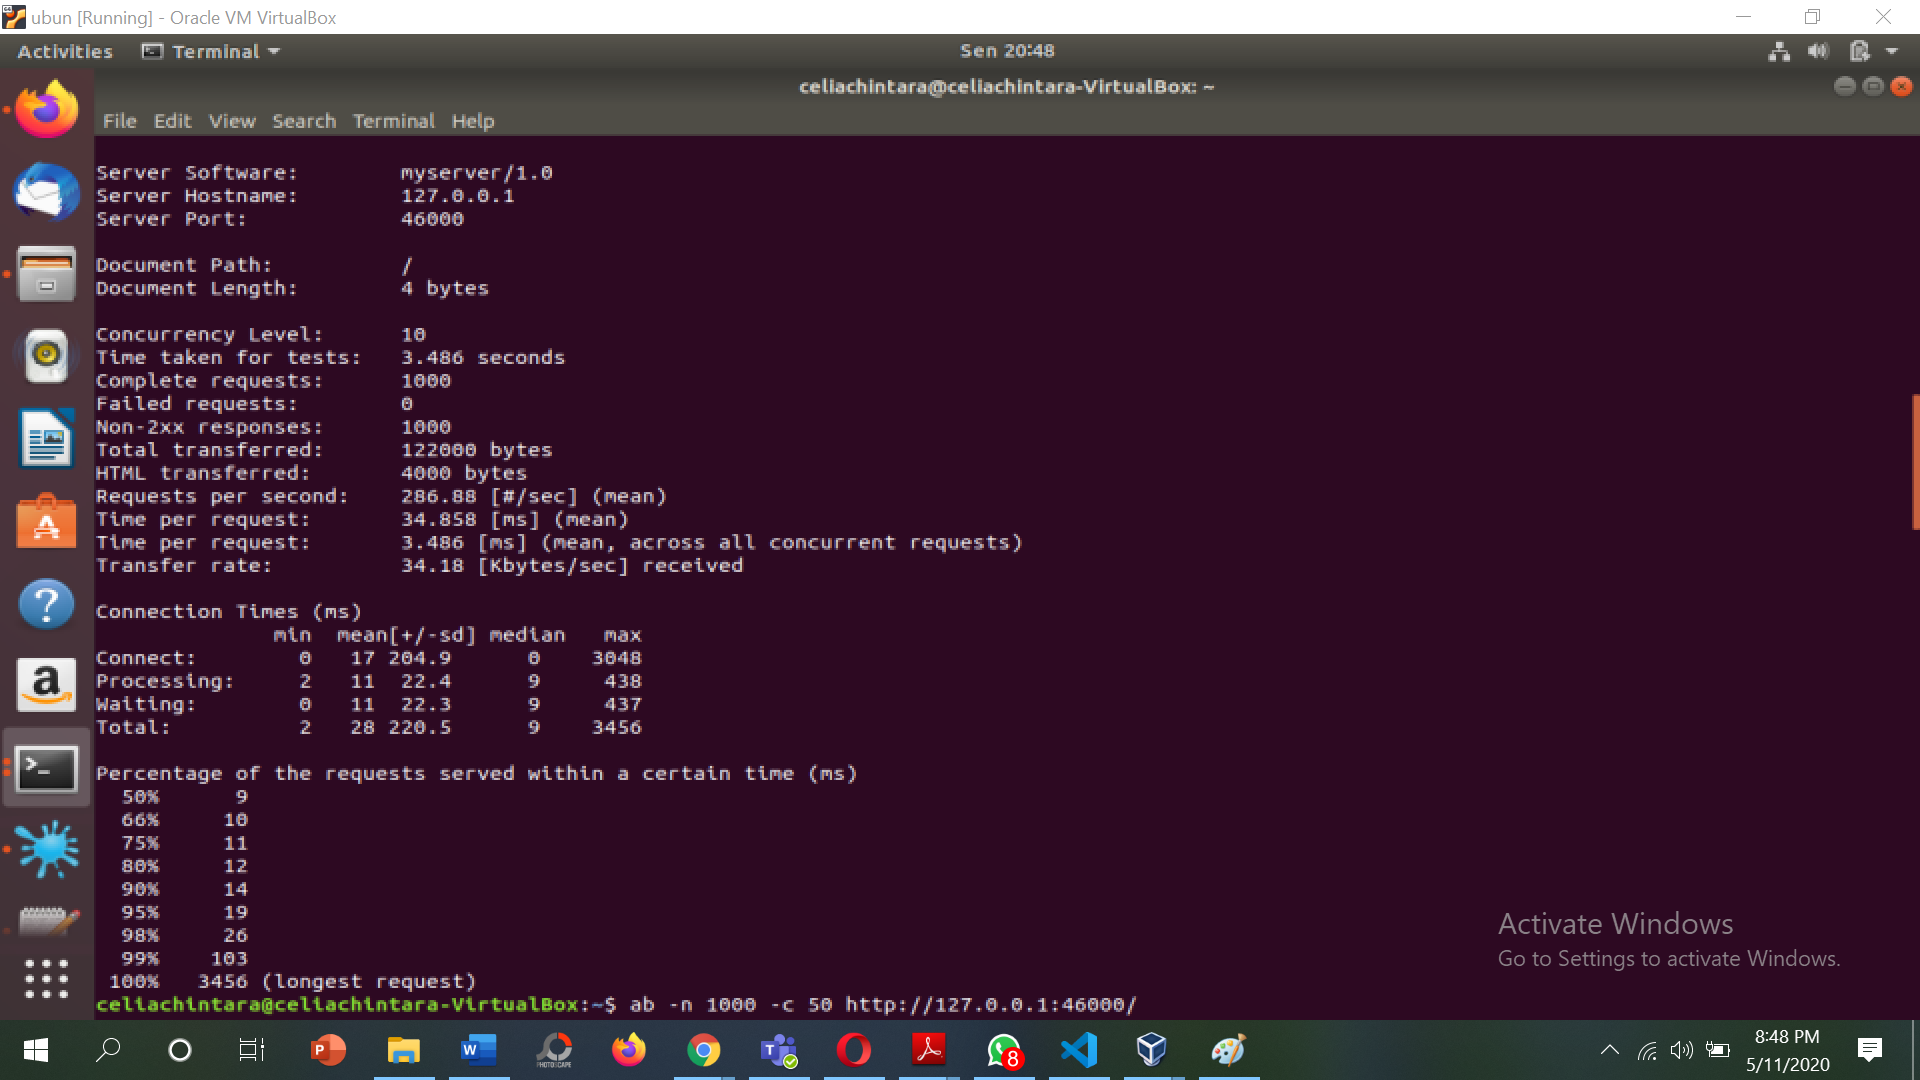 ubun [Running] - Oracle VM VirtualBox
Activities Terminal Sen 20:48
celiachintara@celiachintara-VirtualBox: ~
File Edit View Search Terminal Help
Server Software: myserver/1.0
Server Hostname: 127.0.0.1
Server Port: 46000
Document Path: /
Document Length: 4 bytes
Concurrency Level: 10
Time taken for tests: 3.486 seconds
Complete requests: 1000
Failed requests: 0
Non-2xx responses: 1000
Total transferred: 122000 bytes
HTML transferred: 4000 bytes
Requests per second: 286.88 [#/sec] (mean)
Time per request: 34.858 [ms] (mean)
Time per request: 3.486 [ms] (mean, across all concurrent requests)
Transfer rate: 34.18 [Kbytes/sec] received
Connection Times (ms)
min mean[+/-sd] median max
Connect: 0 17 204.9 0 3048
Processing: 2 11 22.4 9 438
Waiting: 0 11 22.3 9 437
Total: 2 28 220.5 9 3456
Percentage of the requests served within a certain time (ms)
50% 9
66% 10
75% 11
80% 12
90% 14
95% 19
98% 26
99% 103
100% 3456 (longest request)
celiachintara@celiachintara-VirtualBox:~$ ab -n 1000 -c 50 http://127.0.0.1:46000/
Activate Windows
Go to Settings to activate Windows.
PHOTOSCAPE
8
8:48 PM
5/11/2020